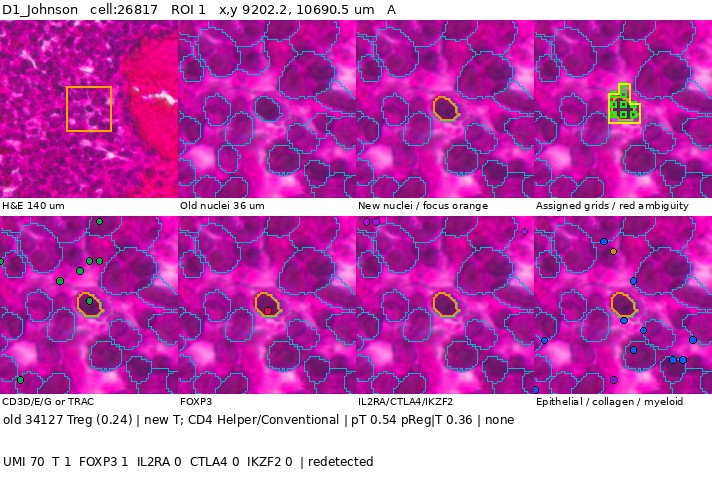 D1_Johnson cell:26817 ROI 1 x,y 9202.2, 10690.5 um A
H&E 140 um
Old nuclei 36 um
New nuclei / focus orange
Assigned grids / red ambiguity
CD3D/E/G or TRAC
FOXP3
IL2RA/CTLA4/IKZF2
Epithelial / collagen / myeloid
old 34127 Treg (0.24) | new T; CD4 Helper/Conventional | pT 0.54 pReg|T 0.36 | none
UMI 70 T 1 FOXP3 1 IL2RA 0 CTLA4 0 IKZF2 0 | redetected